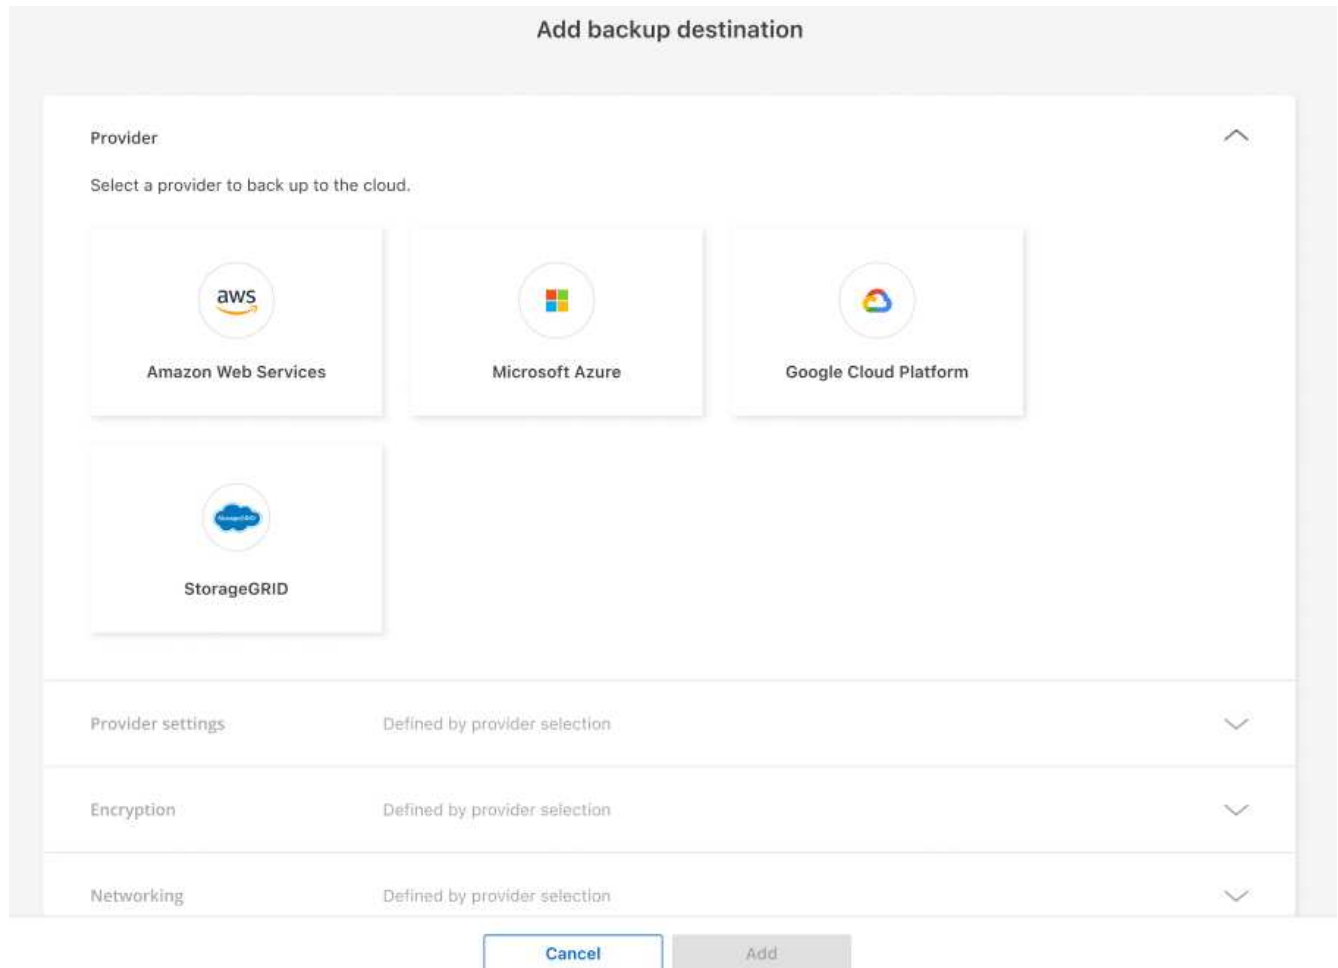 Add backup destination
Provider
Select a provider to back up to the cloud.
aws
Amazon Web Services
Microsoft Azure
Google Cloud Platform
StorageGRID
StorageGRID
Provider settings Defined by provider selection
Encryption Defined by provider selection
Networking Defined by provider selection
Cancel Add